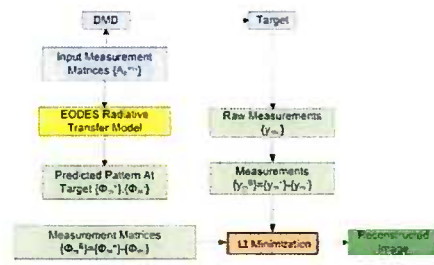 DMD
Target
Input Measurement
Matrices
EODES Radiative
Transfer Model
Raw Measurements
Predicted Pattern At
Target
Measurements
Measurement Matrices
L1 Minimization
Reconstructed
Image